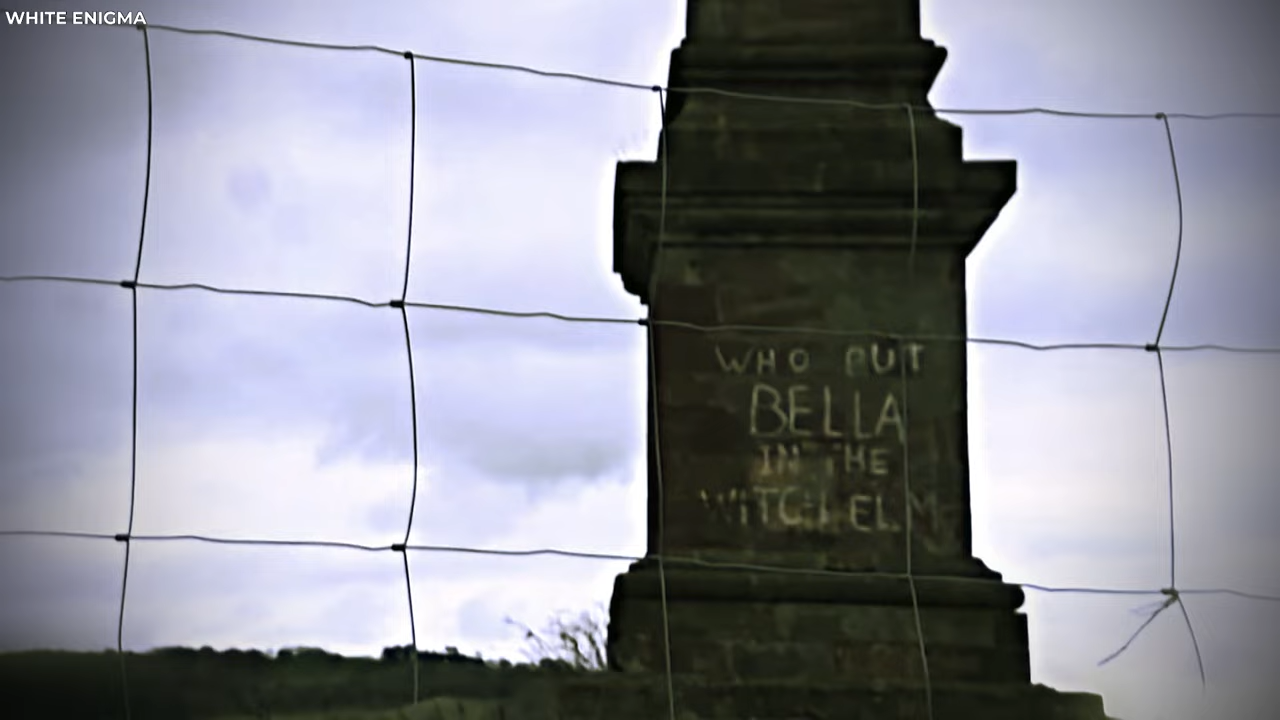 WHITE ENIGMA
WHO PUT
BELLA
IN THE
WITCH ELM